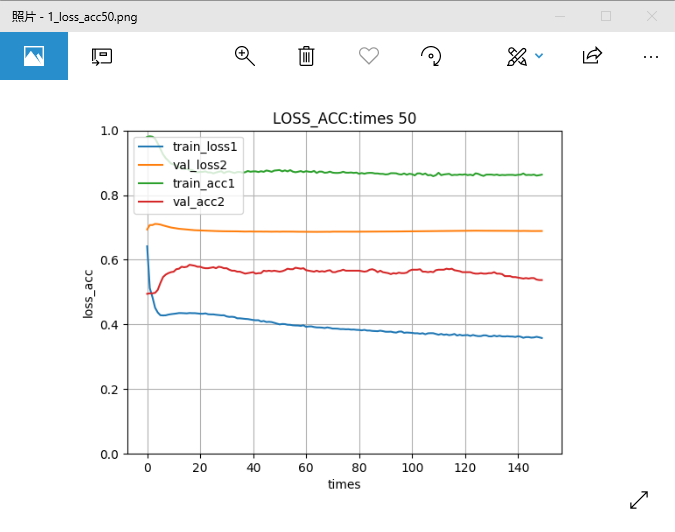 照片 - 1_loss_acc50.png
LOSS_ACC:times 50
loss_acc
1.0
0.8
0.6
0.4
0.2
0.0
train_loss1
val_loss2
train_acc1
val_acc2
0 20 40 60 80 100 120 140
times